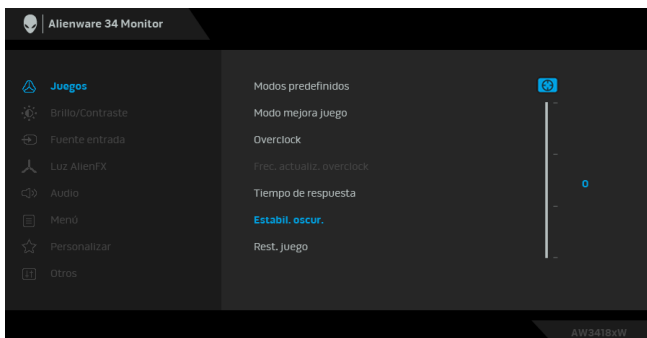 Alienware 34 Monitor
Juegos
Brillo/Contraste
Fuente entrada
Luz AlienFX
Audio
Menú
Personalizar
Otros
Modos predefinidos
Modo mejora juego
Overclock
Frec. actualiz. overclock
Tiempo de respuesta
Estabil. oscur.
Rest. juego
0
AW3418xW